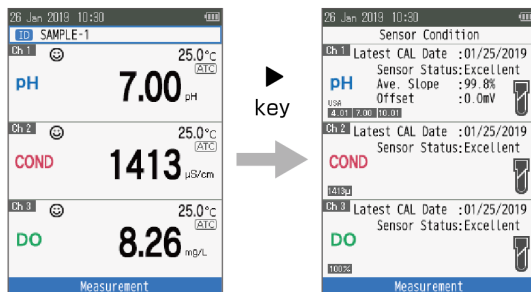 26 Jan 2019 10:30
ID SAMPLE-1
Ch 1 25.0°C
ATC
pH 7.00 pH
Ch 2 25.0°C
ATC
COND 1413 µS/cm
Ch 3 25.0°C
ATC
DO 8.26 mg/L
Measurement
key
26 Jan 2019 10:30
Sensor Condition
Ch 1 Latest CAL Date :01/25/2019
Sensor Status:Excellent
pH Ave. Slope :99.8%
Offset :0.0mV
USA
4.01 7.00 10.01
Ch 2 Latest CAL Date :01/25/2019
Sensor Status:Excellent
COND
1413µ
Ch 3 Latest CAL Date :01/25/2019
Sensor Status:Excellent
DO
100%
Measurement